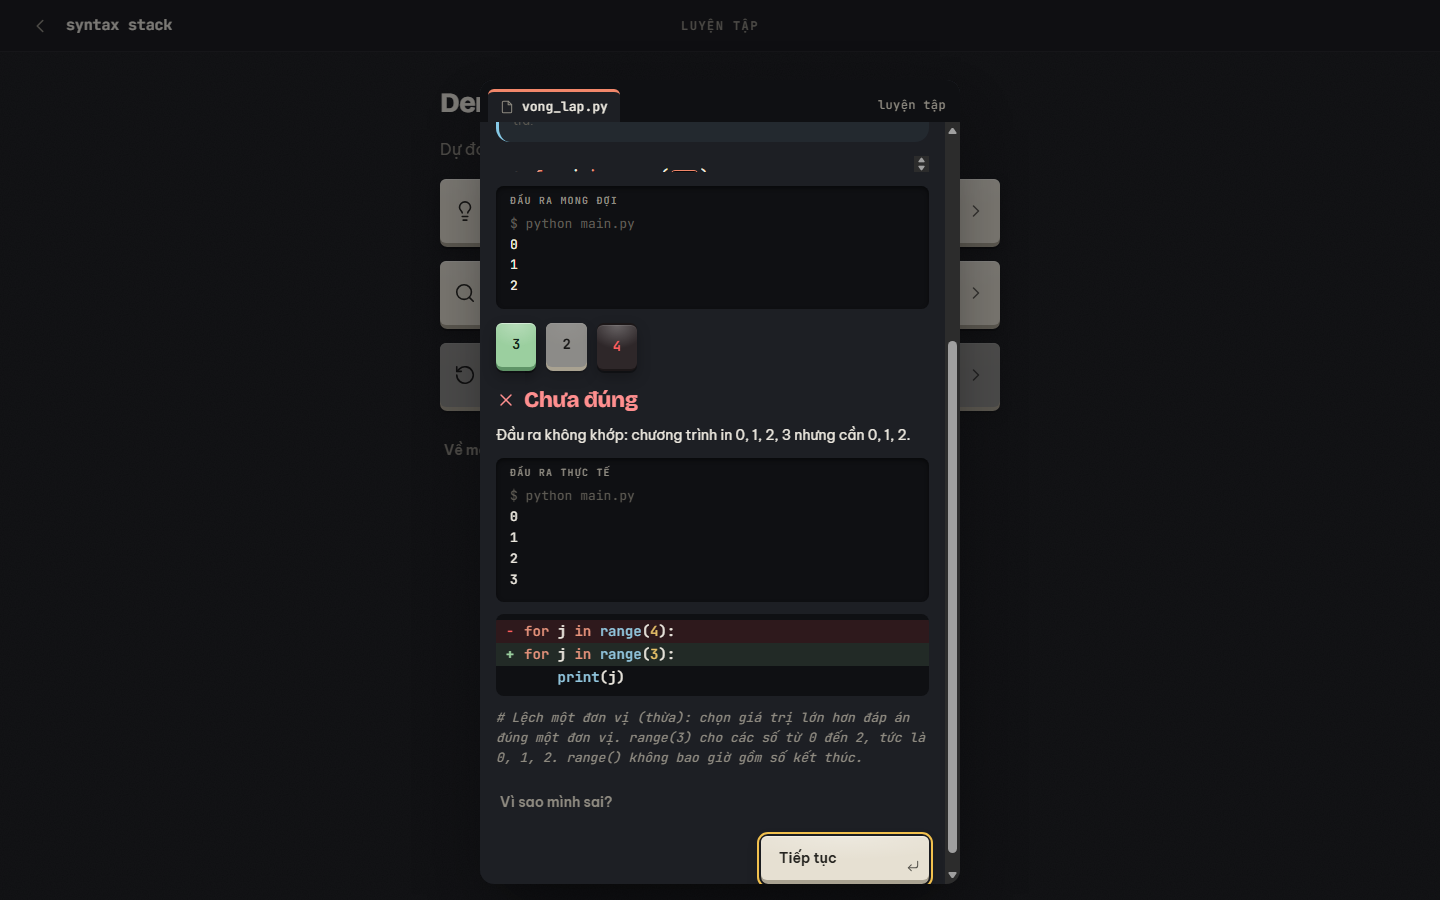 syntax stack
LUYỆN TẬP
vong_lap.py
luyện tập
ĐẦU RA MONG ĐỢI
$ python main.py
0
1
2
3
2
4
Chưa đúng
Đầu ra không khớp: chương trình in 0, 1, 2, 3 nhưng cần 0, 1, 2.
ĐẦU RA THỰC TẾ
$ python main.py
0
1
2
3
- for j in range(4):
+ for j in range(3):
print(j)
# Lệch một đơn vị (thừa): chọn giá trị lớn hơn đáp án
đúng một đơn vị. range(3) cho các số từ 0 đến 2, tức là
0, 1, 2. range() không bao giờ gồm số kết thúc.
Vì sao mình sai?
Tiếp tục